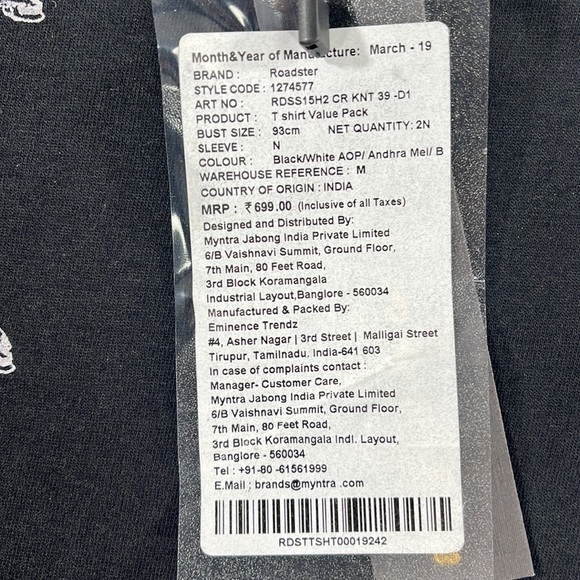 Month&Year of Manufacture: March - 19
BRAND : Roadster
STYLE CODE : 1274577
ART NO : RDSS15H2 CR KNT 39 -D1
PRODUCT : T shirt Value Pack
BUST SIZE : 93cm NET QUANTITY: 2N
SLEEVE : N
COLOUR : Black/White AOP/ Andhra Mel/ B
WAREHOUSE REFERENCE : M
COUNTRY OF ORIGIN : INDIA
MRP : ₹699.00 (Inclusive of all Taxes)
Designed and Distributed By:
Myntra Jabong India Private Limited
6/B Vaishnavi Summit, Ground Floor,
7th Main, 80 Feet Road,
3rd Block Koramangala
Industrial Layout,Banglore - 560034
Manufactured & Packed By:
Eminence Trendz
#4, Asher Nagar | 3rd Street | Malligai Street
Tirupur, Tamilnadu. India-641 603
In case of complaints contact :
Manager- Customer Care,
Myntra Jabong India Private Limited
6/B Vaishnavi Summit, Ground Floor,
7th Main, 80 Feet Road,
3rd Block Koramangala Indl. Layout,
Banglore - 560034
Tel : +91-80 -61561999
E.Mail : brands@myntra .com
RDSTTSHT00019242